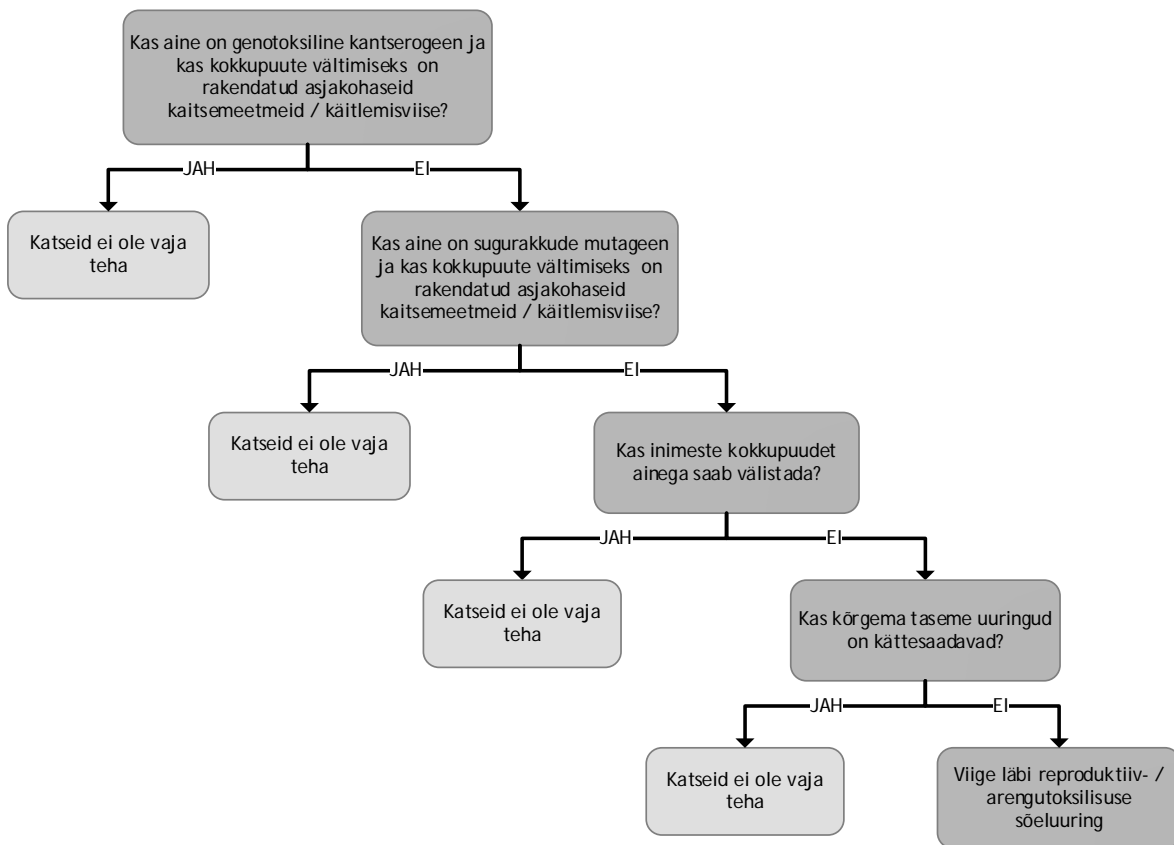 Kas aine on genotoksiline kantserogeen ja
kas kokkupuute vältimiseks on
rakendatud asjakohaseid
kaitsemeetmeid / käitlemisviise?
JAH
EI
Katseid ei ole vaja
teha
Kas aine on sugurakkude mutageen
ja kas kokkupuute vältimiseks on
rakendatud asjakohaseid
kaitsemeetmeid / käitlemisviise?
JAH
EI
Katseid ei ole vaja
teha
Kas inimeste kokkupuudet
ainega saab välistada?
JAH
EI
Katseid ei ole vaja
teha
Kas kõrgema taseme uuringud
on kättesaadavad?
JAH
EI
Katseid ei ole vaja
teha
Viige läbi reproduktiiv- /
arengutoksilisuse
sõeluuring